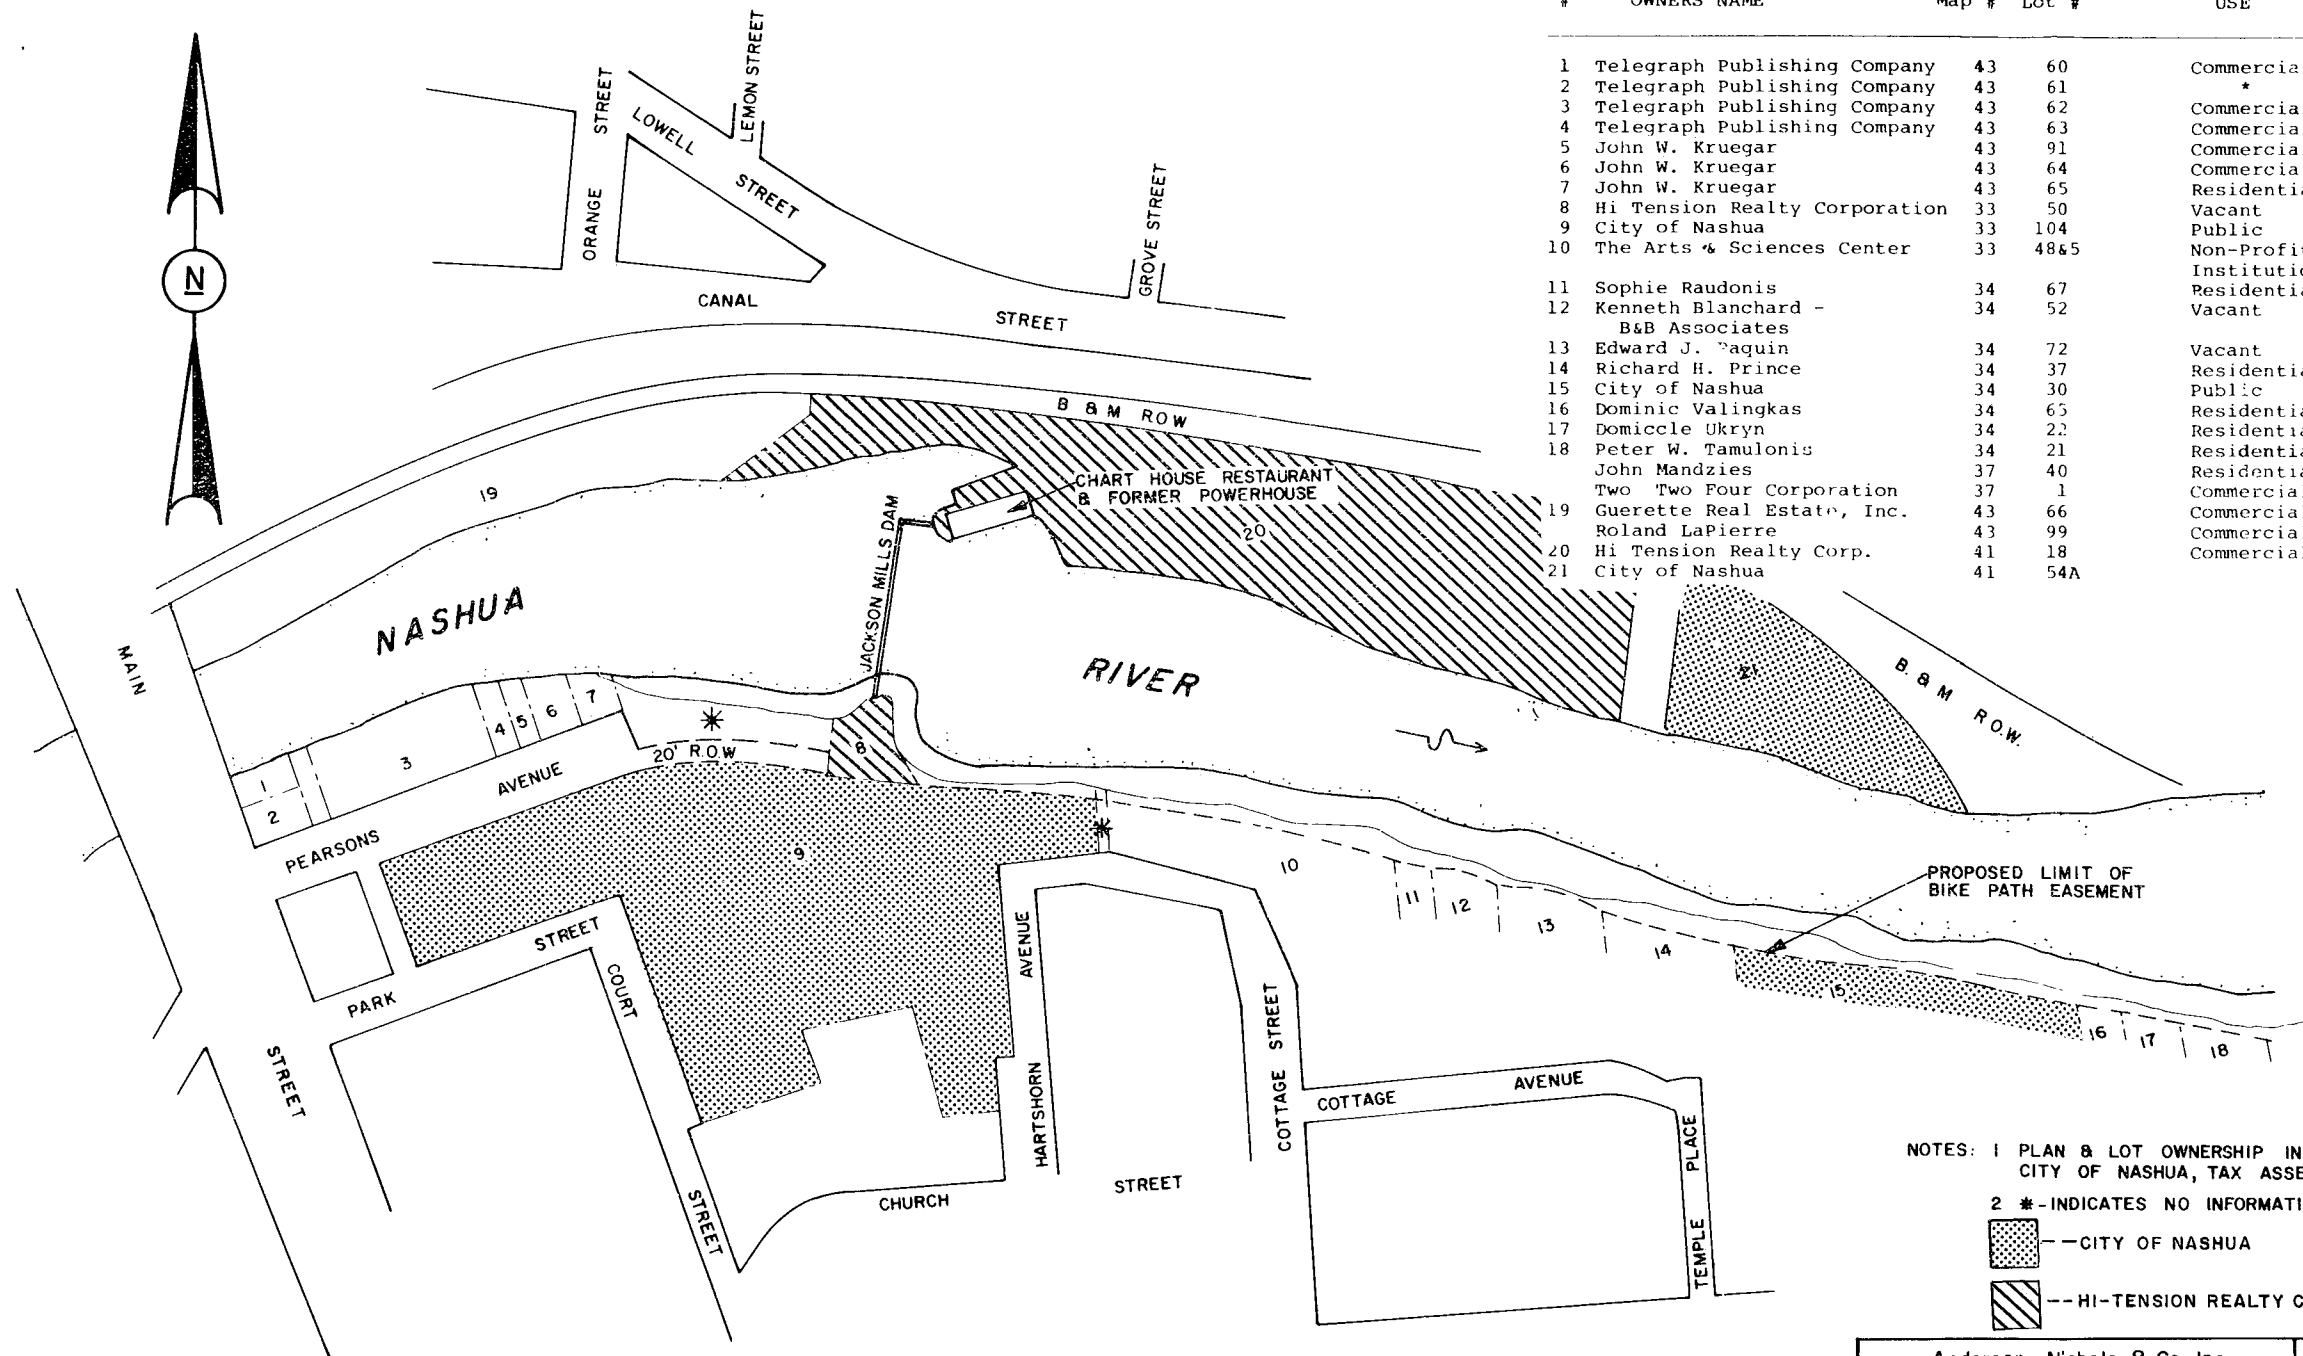 # OWNERS NAME Map # Lot # USE
1 Telegraph Publishing Company 43 60 Commercia
2 Telegraph Publishing Company 43 61 *
3 Telegraph Publishing Company 43 62 Commercia
4 Telegraph Publishing Company 43 63 Commercia
5 John W. Kruegar 43 91 Commercia
6 John W. Kruegar 43 64 Commercia
7 John W. Kruegar 43 65 Residentia
8 Hi Tension Realty Corporation 33 50 Vacant
9 City of Nashua 33 104 Public
10 The Arts & Sciences Center 33 48&5 Non-Profit
Institutio
11 Sophie Raudonis 34 67 Residentia
12 Kenneth Blanchard - 34 52 Vacant
B&B Associates
13 Edward J. Paquin 34 72 Vacant
14 Richard H. Prince 34 37 Residentia
15 City of Nashua 34 30 Public
16 Dominic Valingkas 34 65 Residentia
17 Domiccle Ukryn 34 22 Residentia
18 Peter W. Tamulonis 34 21 Residentia
John Mandzies 37 40 Residentia
Two Two Four Corporation 37 1 Commercial
19 Guerette Real Estate, Inc. 43 66 Commercia
Roland LaPierre 43 99 Commercia
20 Hi Tension Realty Corp. 41 18 Commercia
21 City of Nashua 41 54A
N
ORANGE STREET
LOWELL STREET
LEMON STREET
GROVE STREET
CANAL STREET
B & M ROW
19
CHART HOUSE RESTAURANT
& FORMER POWERHOUSE
20
JACKSON MILLS DAM
NASHUA RIVER
21
B. & M R.O.W.
MAIN STREET
1
2
3
4
5
6
7
8
20' R.O.W
PEARSONS AVENUE
9
10
11
12
13
14
15
16
17
18
PROPOSED LIMIT OF
BIKE PATH EASEMENT
PARK STREET
COURT STREET
HARTSHORN AVENUE
COTTAGE STREET
COTTAGE AVENUE
TEMPLE PLACE
CHURCH STREET
NOTES: 1 PLAN & LOT OWNERSHIP IN
CITY OF NASHUA, TAX ASSE
2 *-INDICATES NO INFORMATI
--CITY OF NASHUA
--HI-TENSION REALTY C
Anderson-Nichols & Co., Inc.